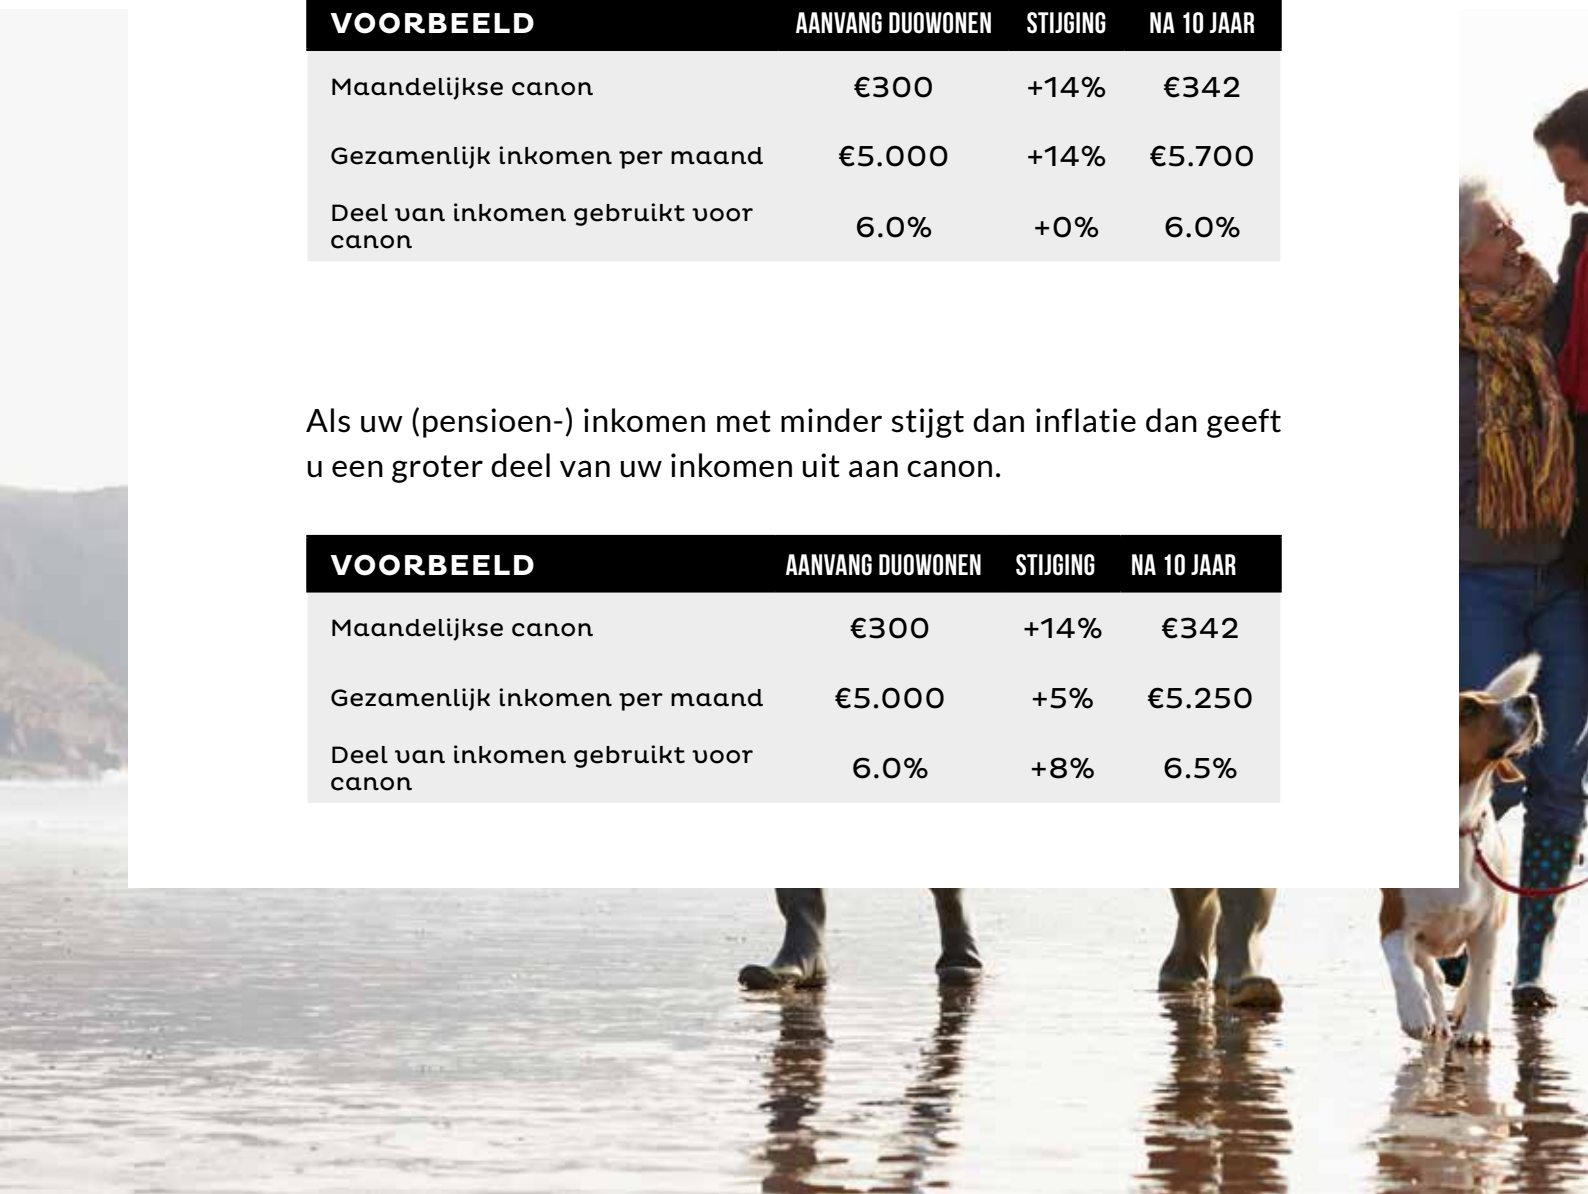 VOORBEELD AANVANG DUOWONEN STIJGING NA 10 JAAR
Maandelijkse canon €300 +14% €342
Gezamenlijk inkomen per maand €5.000 +14% €5.700
Deel van inkomen gebruikt voor
canon 6.0% +0% 6.0%
Als uw (pensioen-) inkomen met minder stijgt dan inflatie dan geeft
u een groter deel van uw inkomen uit aan canon.
VOORBEELD AANVANG DUOWONEN STIJGING NA 10 JAAR
Maandelijkse canon €300 +14% €342
Gezamenlijk inkomen per maand €5.000 +5% €5.250
Deel van inkomen gebruikt voor
canon 6.0% +8% 6.5%